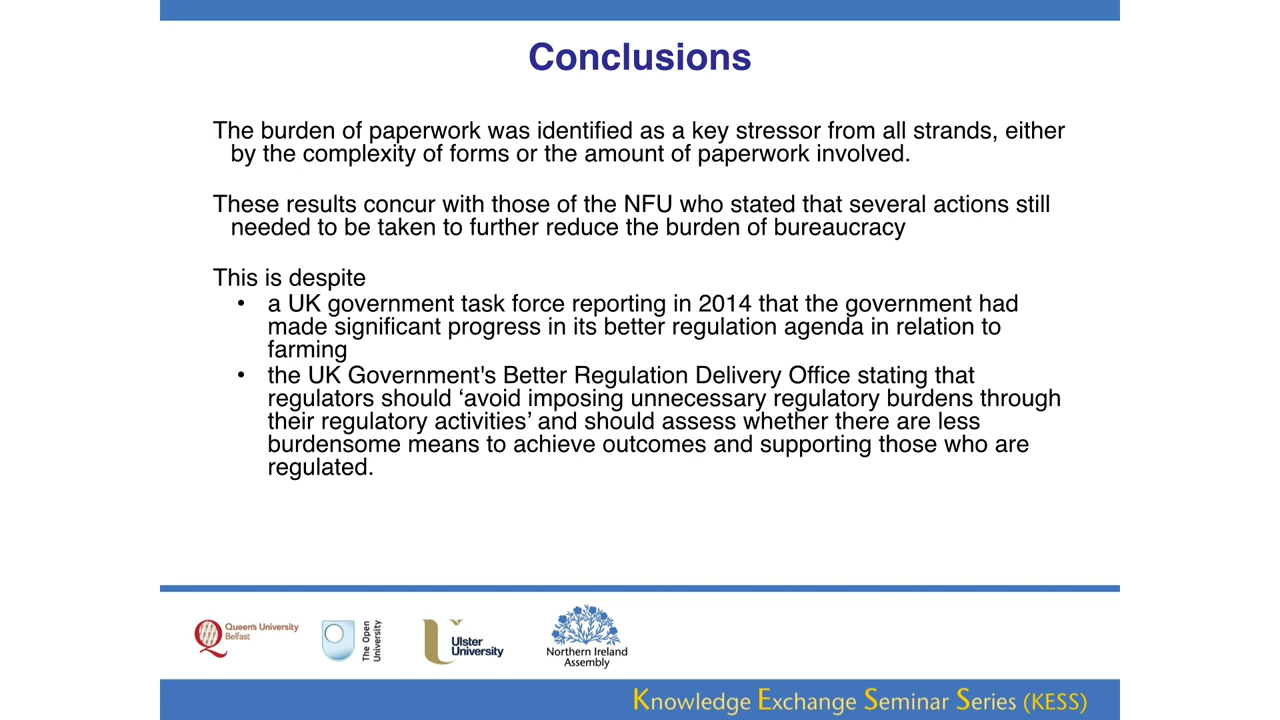 Conclusions
The burden of paperwork was identified as a key stressor from all strands, either
by the complexity of forms or the amount of paperwork involved.
These results concur with those of the NFU who stated that several actions still
needed to be taken to further reduce the burden of bureaucracy
This is despite
• a UK government task force reporting in 2014 that the government had
made significant progress in its better regulation agenda in relation to
farming
• the UK Government's Better Regulation Delivery Office stating that
regulators should ‘avoid imposing unnecessary regulatory burdens through
their regulatory activities’ and should assess whether there are less
burdensome means to achieve outcomes and supporting those who are
regulated.
Queen's University
Belfast
The Open
University
Ulster
University
Northern Ireland
Assembly
Knowledge Exchange Seminar Series (KESS)